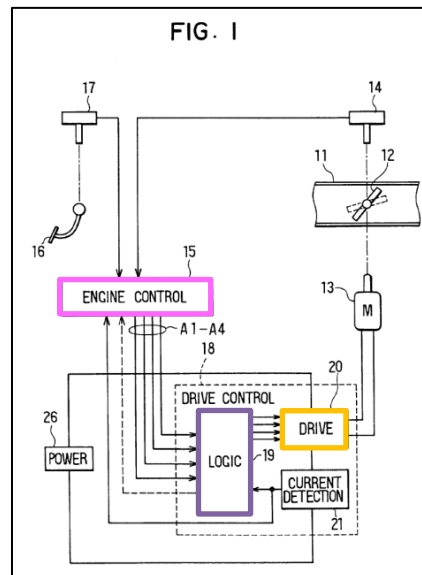 FIG. 1
17
14
11
12
16
15
ENGINE CONTROL
13
M
A1-A4
18
20
DRIVE CONTROL
26
POWER
LOGIC
19
DRIVE
CURRENT
DETECTION
21